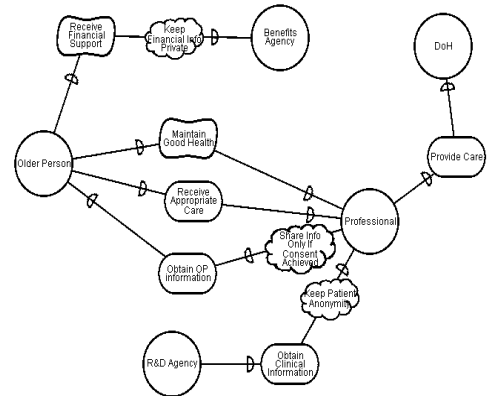 Receive
Financial
Support
Keep
Financial Info
Private
Benefits
Agency
DoH
Maintain
Good Health
Older Person
Provide Care
Receive
Appropriate
Care
Professional
Share Info
Only If
Consent
Achieved
Obtain OP
information
Keep Patient
Anonymity
R&D Agency
Obtain
Clinical
Information